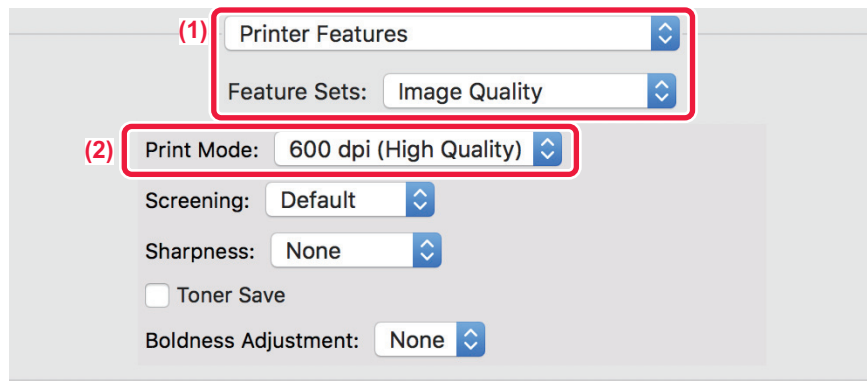 (1) Printer Features
Feature Sets: Image Quality
(2) Print Mode: 600 dpi (High Quality)
Screening: Default
Sharpness: None
Toner Save
Boldness Adjustment: None